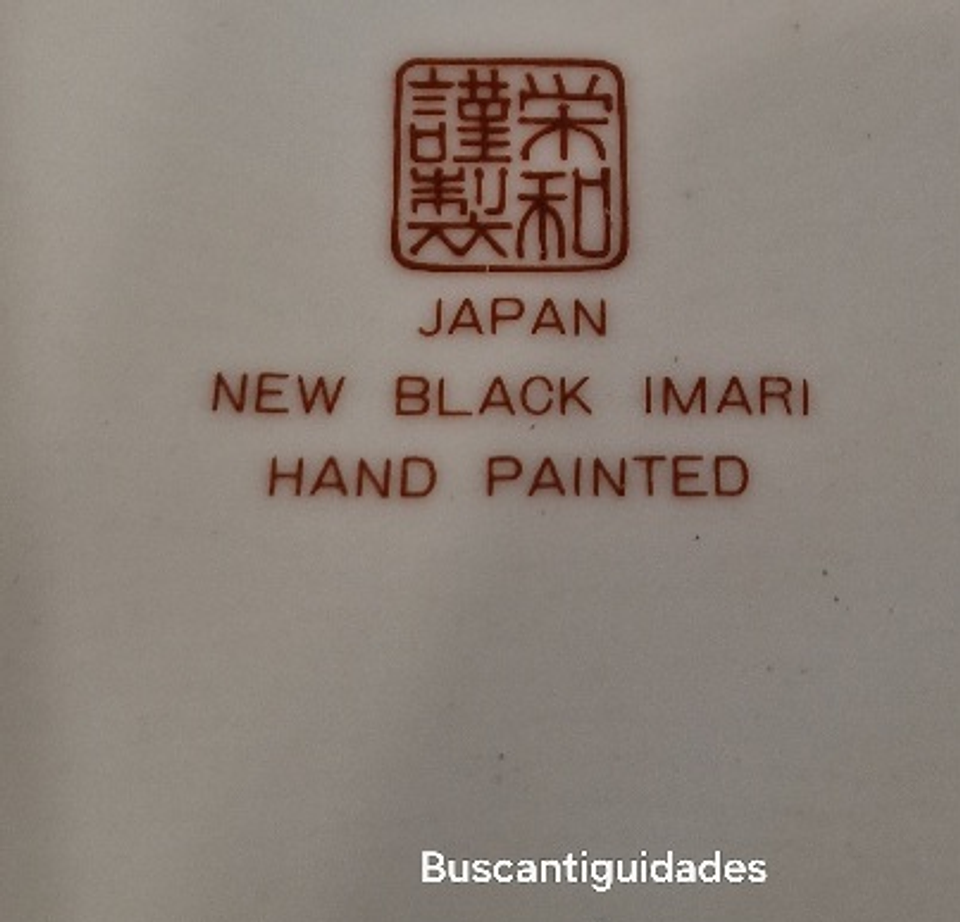 栄和
謹製
JAPAN
NEW BLACK IMARI
HAND PAINTED
Buscantiguidades